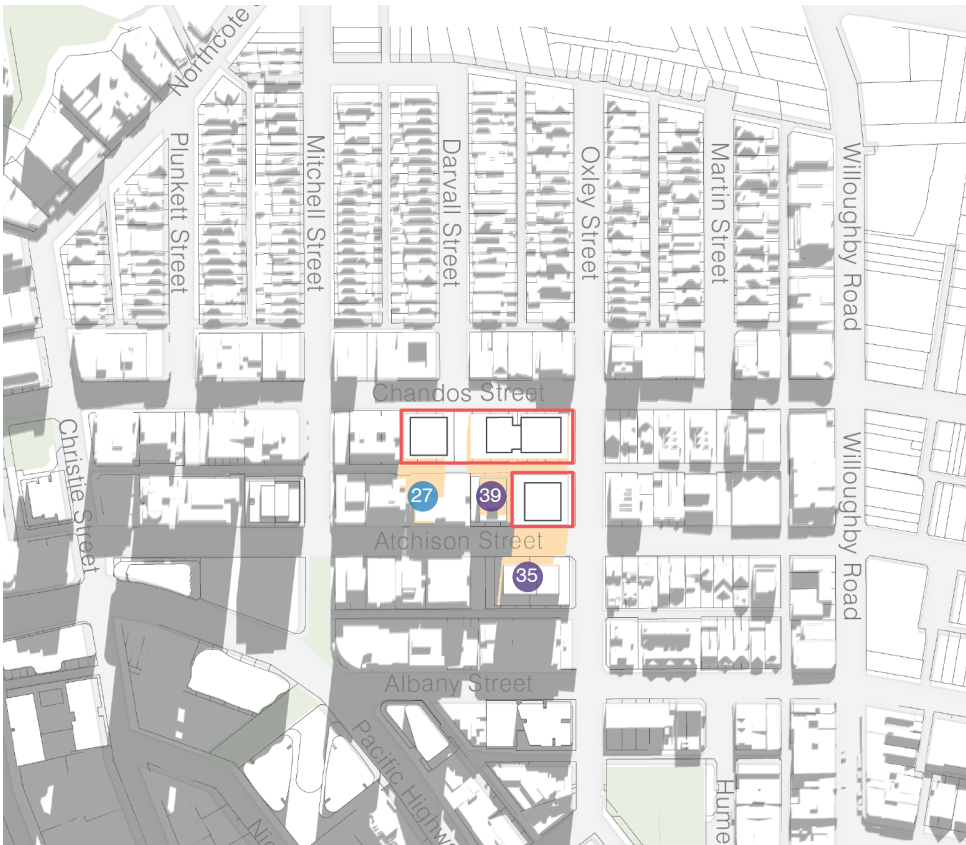 Northcote
Plunkett Street
Mitchell Street
Darvall Street
Oxley Street
Martin Street
Willoughby Road
Chandos Street
Christie Street
27
39
Willoughby Road
Atchison Street
35
Albany Street
Pacific
Hume